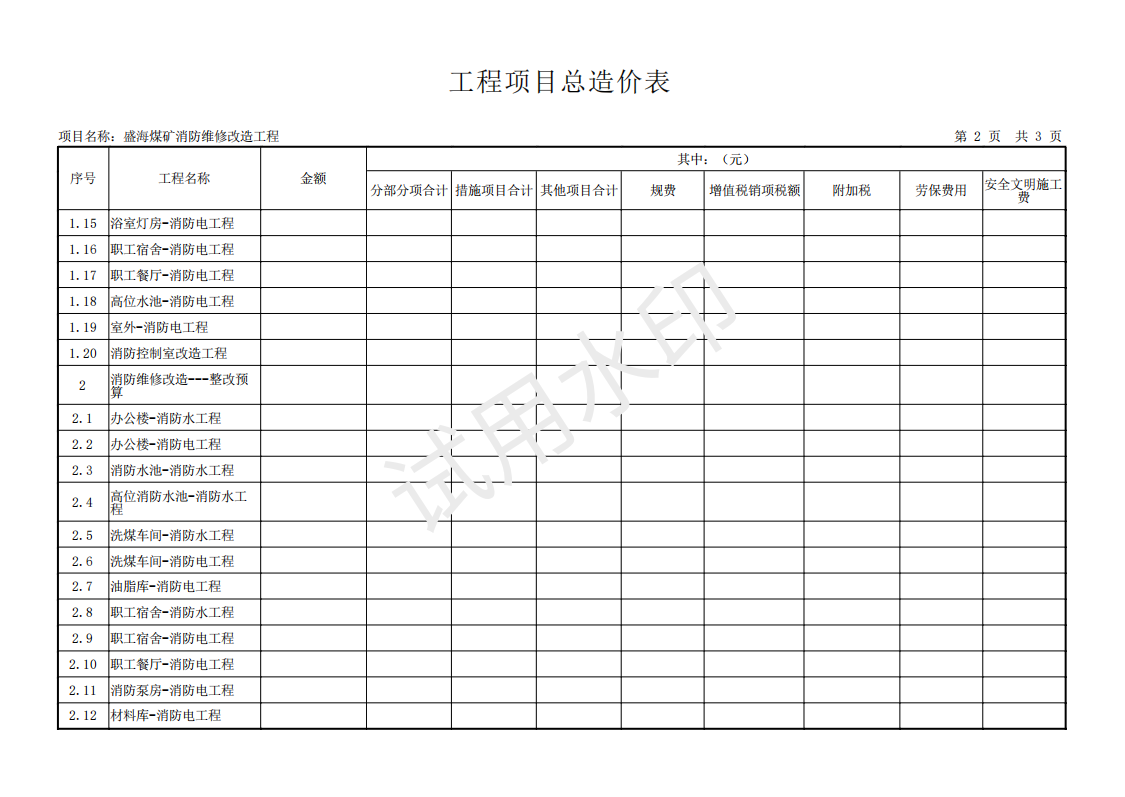 工程项目总造价表
项目名称：盛海煤矿消防维修改造工程 第 2 页 共 3 页
序号 工程名称 金额 其中：（元）
分部分项合计 措施项目合计 其他项目合计 规费 增值税销项税额 附加税 劳保费用 安全文明施工
费
1.15 浴室灯房-消防电工程
1.16 职工宿舍-消防电工程
1.17 职工餐厅-消防电工程
1.18 高位水池-消防电工程
1.19 室外-消防电工程
1.20 消防控制室改造工程
2 消防维修改造---整改预
算
2.1 办公楼-消防水工程
2.2 办公楼-消防电工程
2.3 消防水池-消防水工程
2.4 高位消防水池-消防水工
程
2.5 洗煤车间-消防水工程
2.6 洗煤车间-消防电工程
2.7 油脂库-消防电工程
2.8 职工宿舍-消防水工程
2.9 职工宿舍-消防电工程
2.10 职工餐厅-消防电工程
2.11 消防泵房-消防电工程
2.12 材料库-消防电工程
试用水印